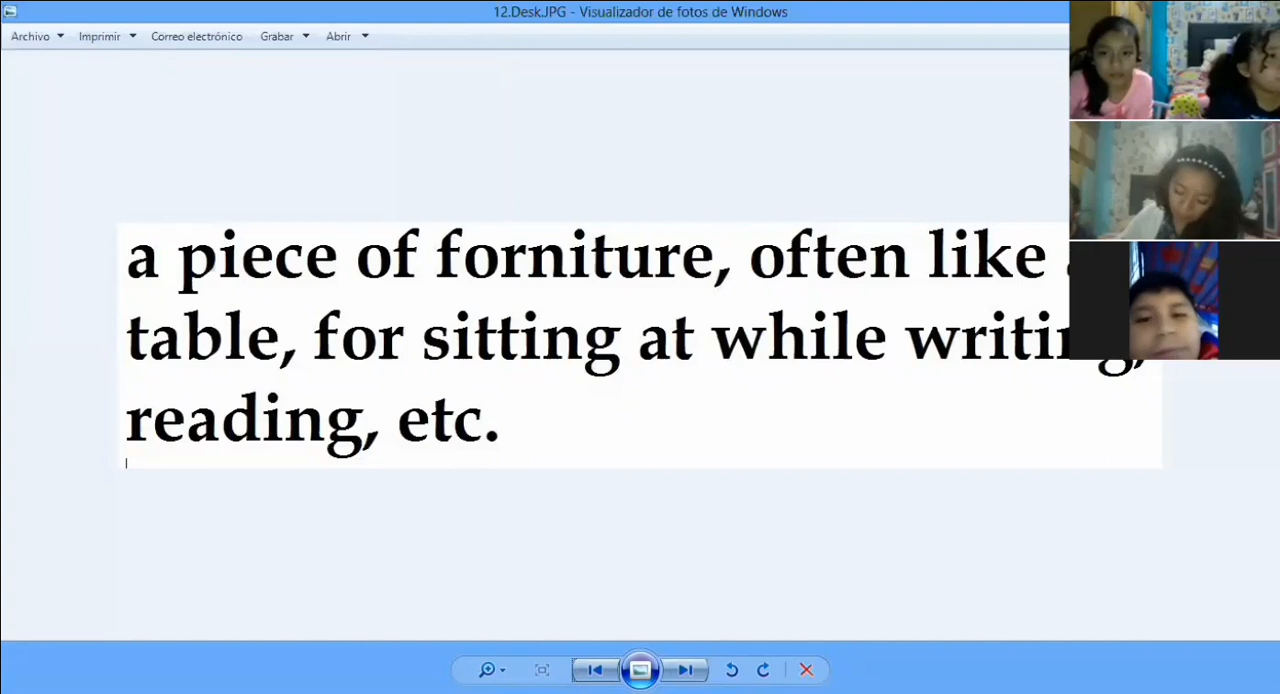 12.Desk.JPG - Visualizador de fotos de Windows
Archivo Imprimir Correo electrónico Grabar Abrir
a piece of forniture, often like
table, for sitting at while
reading, etc.